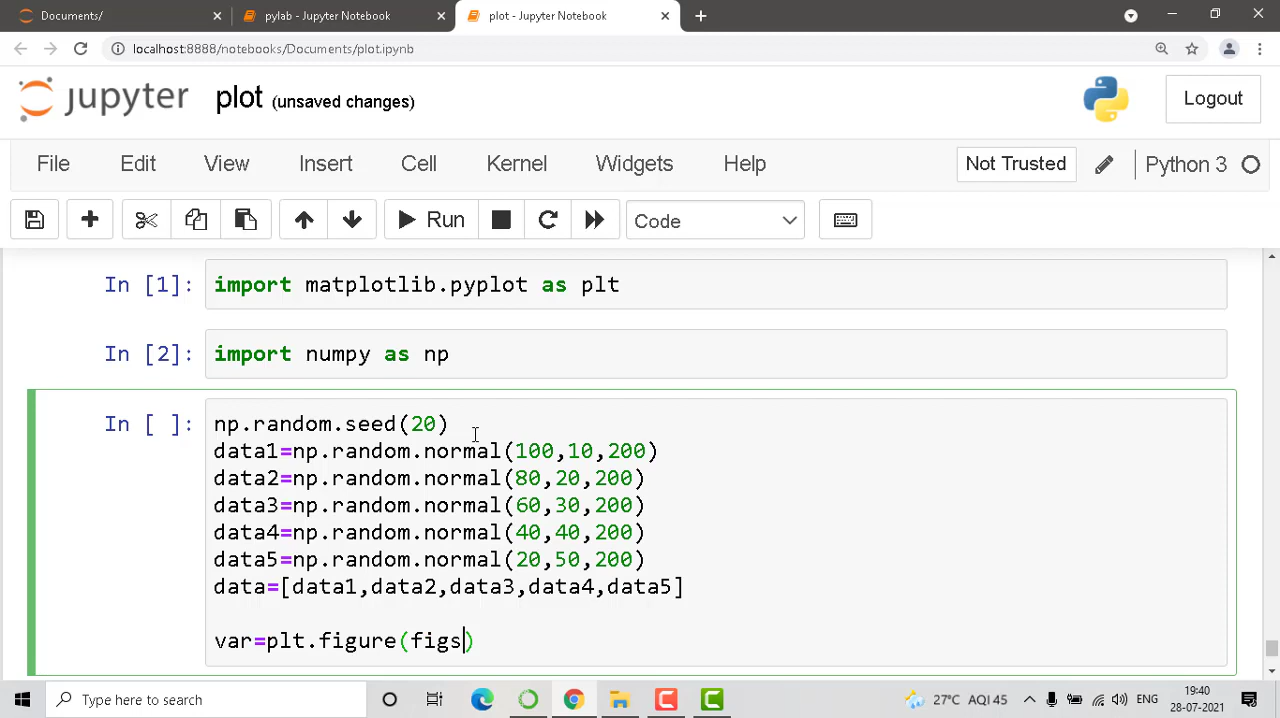 Documents/
pylab - Jupyter Notebook
plot - Jupyter Notebook
localhost:8888/notebooks/Documents/plot.ipynb
jupyter plot (unsaved changes)
Logout
File Edit View Insert Cell Kernel Widgets Help
Not Trusted
Python 3
Run
Code
In [1]: import matplotlib.pyplot as plt
In [2]: import numpy as np
In [ ]: np.random.seed(20)
data1=np.random.normal(100,10,200)
data2=np.random.normal(80,20,200)
data3=np.random.normal(60,30,200)
data4=np.random.normal(40,40,200)
data5=np.random.normal(20,50,200)
data=[data1,data2,data3,data4,data5]
var=plt.figure(figs)
Type here to search
27°C AQI 45
ENG
19:40
28-07-2021